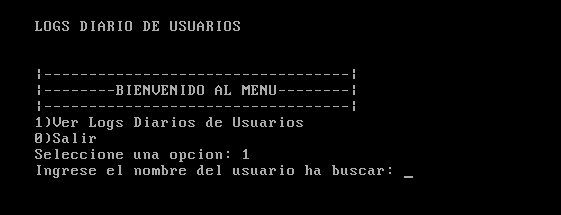 LOGS DIARIO DE USUARIOS
¦----------------------------------¦
¦--------BIENVENIDO AL MENU--------¦
¦----------------------------------¦
1)Ver Logs Diarios de Usuarios
0)Salir
Seleccione una opcion: 1
Ingrese el nombre del usuario ha buscar: _